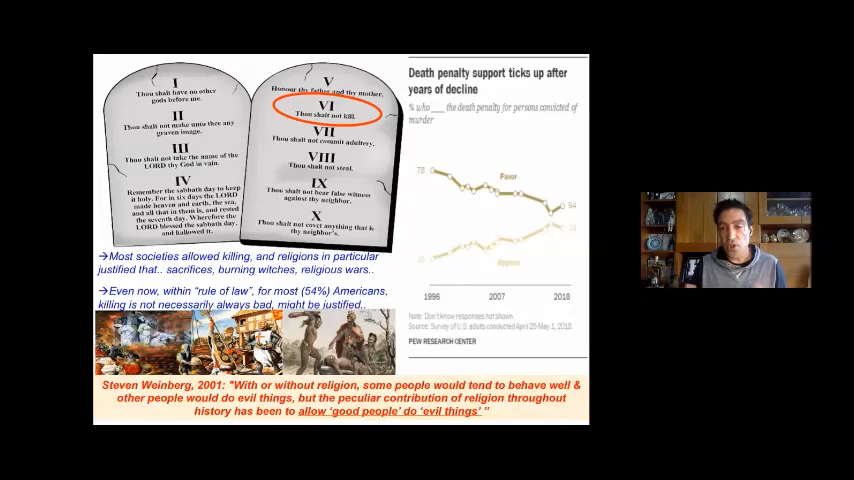 I
Thou shalt have no other
gods before me.
II
Thou shalt not make unto thee any
graven image.
III
Thou shalt not take the name of the
LORD thy God in vain.
IV
Remember the sabbath day to keep
it holy. For in six days the LORD
made heaven and earth, the sea,
and all that in them is, and rested
the seventh day. Wherefore the
LORD blessed the sabbath day,
and hallowed it.
V
Honour thy father and thy mother.
VI
Thou shalt not kill.
VII
Thou shalt not commit adultery.
VIII
Thou shalt not steal.
IX
Thou shalt not bear false witness
against thy neighbor.
X
Thou shalt not covet anything that is
thy neighbor's.
Death penalty support ticks up after
years of decline
% who ___ the death penalty for persons convicted of
murder
78
Favor
54
39
Oppose
1996 2007 2018
Note: Don't know responses not shown.
Source: Survey of U.S. adults conducted April 25-May 1, 2018.
PEW RESEARCH CENTER
→Most societies allowed killing, and religions in particular
justified that.. sacrifices, burning witches, religious wars..
→Even now, within "rule of law", for most (54%) Americans,
killing is not necessarily always bad, might be justified..
Steven Weinberg, 2001: "With or without religion, some people would tend to behave well &
other people would do evil things, but the peculiar contribution of religion throughout
history has been to allow 'good people' do 'evil things' "